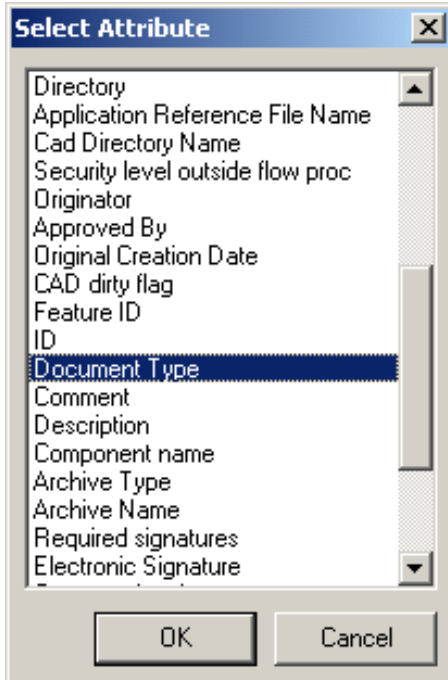 Select Attribute
Directory
Application Reference File Name
Cad Directory Name
Security level outside flow proc
Originator
Approved By
Original Creation Date
CAD dirty flag
Feature ID
ID
Document Type
Comment
Description
Component name
Archive Type
Archive Name
Required signatures
Electronic Signature
OK
Cancel